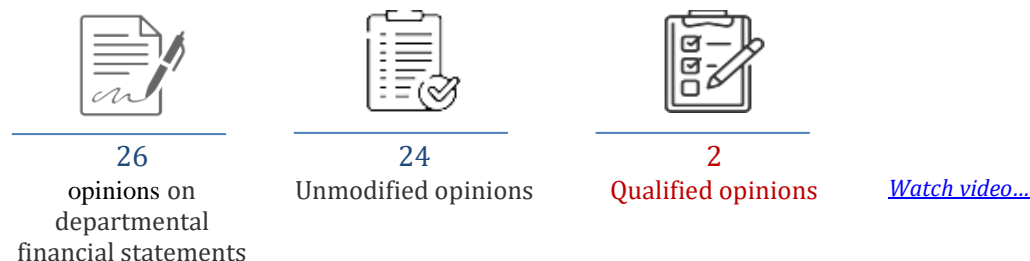 26
opinions on
departmental
financial statements
24
Unmodified opinions
2
Qualified opinions
Watch video...